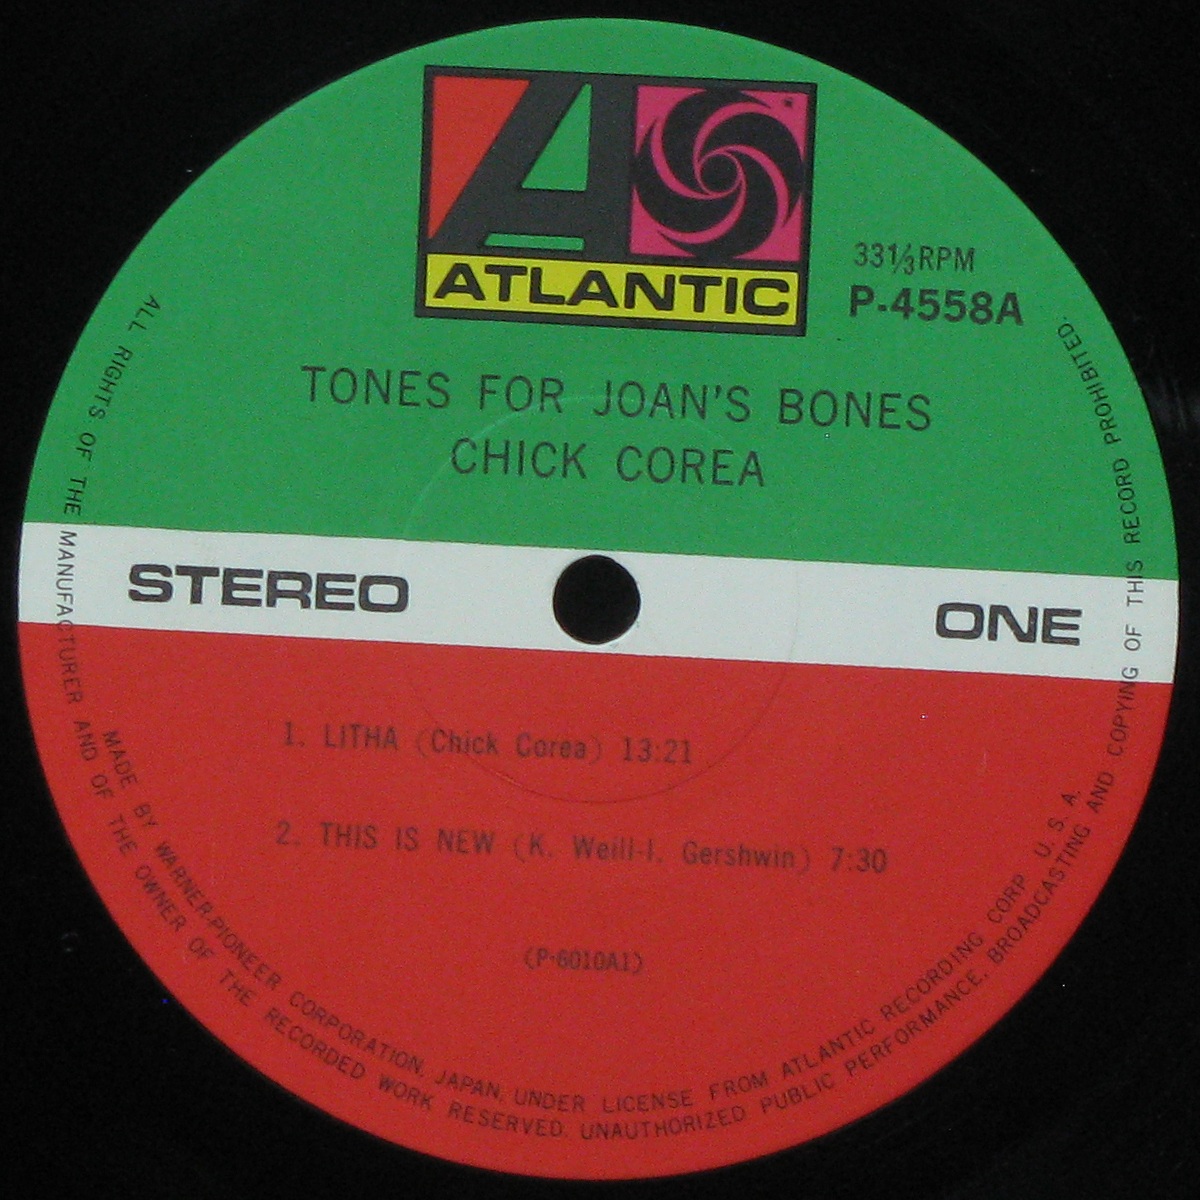 ATLANTIC
33⅓RPM
P-4558A
TONES FOR JOAN'S BONES
CHICK COREA
STEREO
ONE
1. LITHA (Chick Corea) 13:21
2. THIS IS NEW (K. Weill-I. Gershwin) 7:30
(P-6010A1)
MADE BY WARNER-PIONEER CORPORATION, JAPAN, UNDER LICENSE FROM ATLANTIC RECORDING CORP. U. S. A.
ALL RIGHTS OF THE MANUFACTURER AND OF THE OWNER OF THE RECORDED WORK RESERVED. UNAUTHORIZED PUBLIC PERFORMANCE, BROADCASTING AND COPYING OF THIS RECORD PROHIBITED.